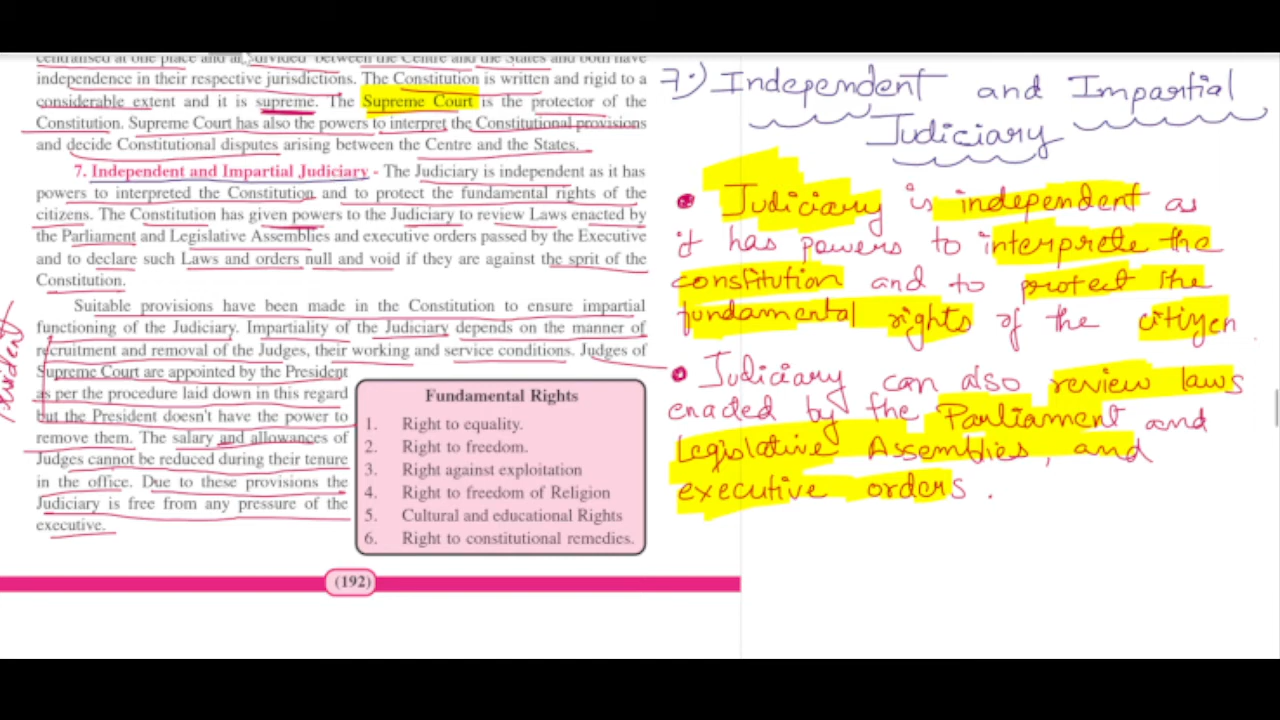 centralised at one place and are divided between the Centre and the States and both have
independence in their respective jurisdictions. The Constitution is written and rigid to a
considerable extent and it is supreme. The Supreme Court is the protector of the
Constitution. Supreme Court has also the powers to interpret the Constitutional provisions
and decide Constitutional disputes arising between the Centre and the States.
7. Independent and Impartial Judiciary - The Judiciary is independent as it has
powers to interpreted the Constitution and to protect the fundamental rights of the
citizens. The Constitution has given powers to the Judiciary to review Laws enacted by
the Parliament and Legislative Assemblies and executive orders passed by the Executive
and to declare such Laws and orders null and void if they are against the sprit of the
Constitution.
Suitable provisions have been made in the Constitution to ensure impartial
functioning of the Judiciary. Impartiality of the Judiciary depends on the manner of
recruitment and removal of the Judges, their working and service conditions. Judges of
Supreme Court are appointed by the President
as per the procedure laid down in this regard
but the President doesn't have the power to
remove them. The salary and allowances of
Judges cannot be reduced during their tenure
in the office. Due to these provisions the
Judiciary is free from any pressure of the
executive.
Fundamental Rights
1. Right to equality.
2. Right to freedom.
3. Right against exploitation
4. Right to freedom of Religion
5. Cultural and educational Rights
6. Right to constitutional remedies.
(192)
7.) Independent and Impartial
Judiciary
• Judiciary is independent as
it has powers to interprete the
constitution and to protect the
fundamental rights of the citizen
• Judiciary can also review laws
enacted by the Parliament and
Legislative Assemblies, and
executive orders.